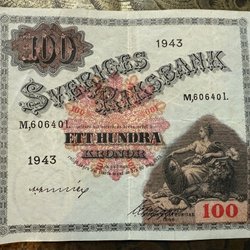 100
1943
SVERIGES
RIKSBANK
M,606401. M,606401.
ETT HUNDRA
KRONOR
1943
100